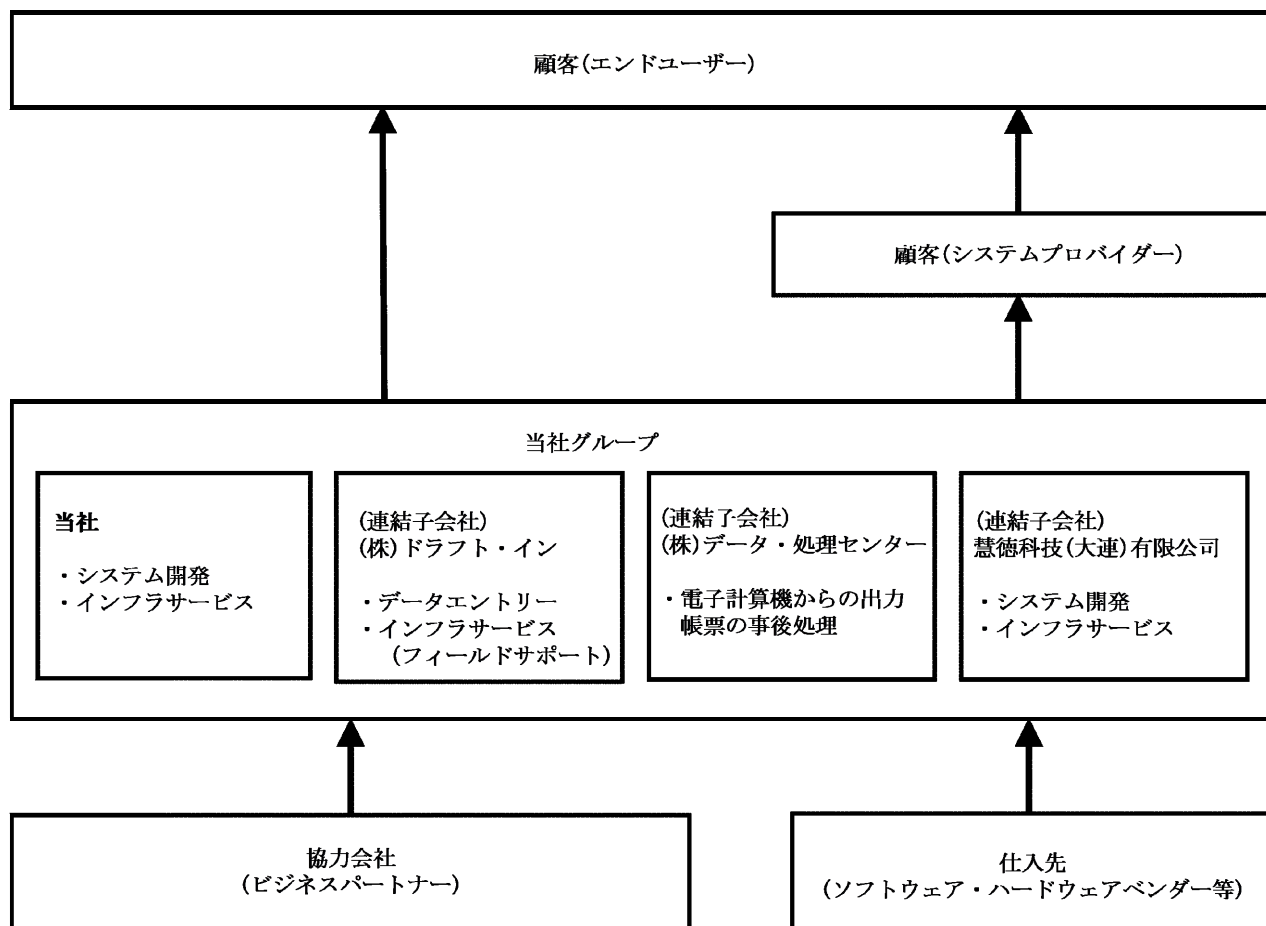 顧客(エンドユーザー)
顧客(システムプロバイダー)
当社グループ
当社
・システム開発
・インフラサービス
(連結子会社)
(株)ドラフト・イン
・データエントリー
・インフラサービス
(フィールドサポート)
(連結了会社)
(株)データ・処理センター
・電子計算機からの出力
帳票の事後処理
(連結子会社)
慧徳科技(大連)有限公司
・システム開発
・インフラサービス
協力会社
(ビジネスパートナー)
仕入先
(ソフトウェア・ハードウェアベンダー等)